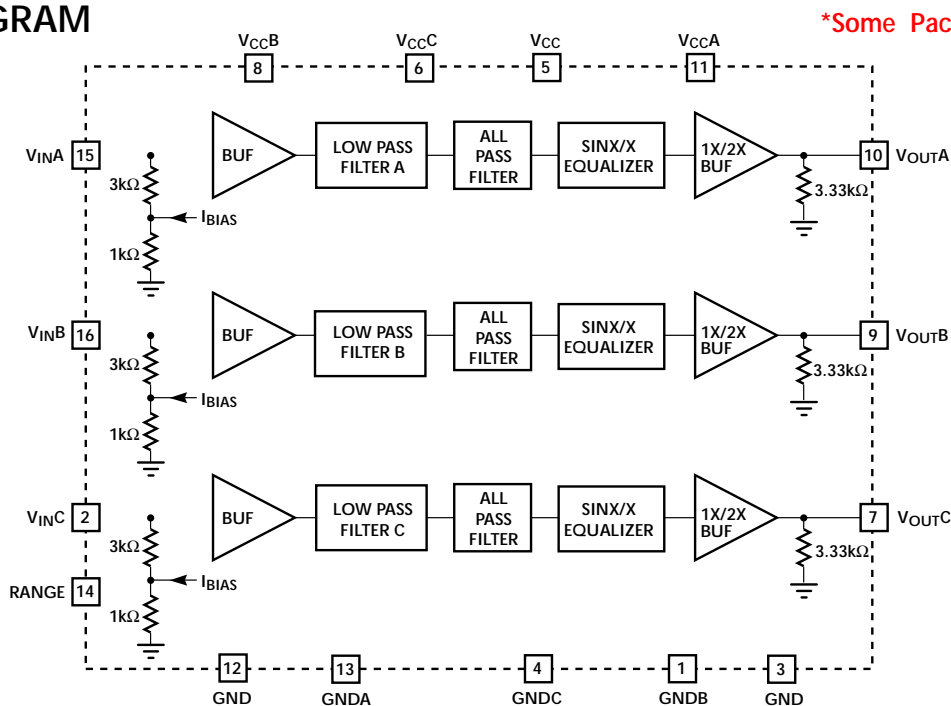 GRAM
*Some Pac
VCCB
VCCC
VCC
VCCA
8
6
5
11
VINA
15
3kΩ
IBIAS
1kΩ
BUF
LOW PASS
FILTER A
ALL
PASS
FILTER
SINX/X
EQUALIZER
1X/2X
BUF
3.33kΩ
10
VOUTA
VINB
16
3kΩ
IBIAS
1kΩ
BUF
LOW PASS
FILTER B
ALL
PASS
FILTER
SINX/X
EQUALIZER
1X/2X
BUF
3.33kΩ
9
VOUTB
VINC
2
3kΩ
IBIAS
1kΩ
BUF
LOW PASS
FILTER C
ALL
PASS
FILTER
SINX/X
EQUALIZER
1X/2X
BUF
3.33kΩ
7
VOUTC
RANGE
14
12
13
4
1
3
GND
GNDA
GNDC
GNDB
GND